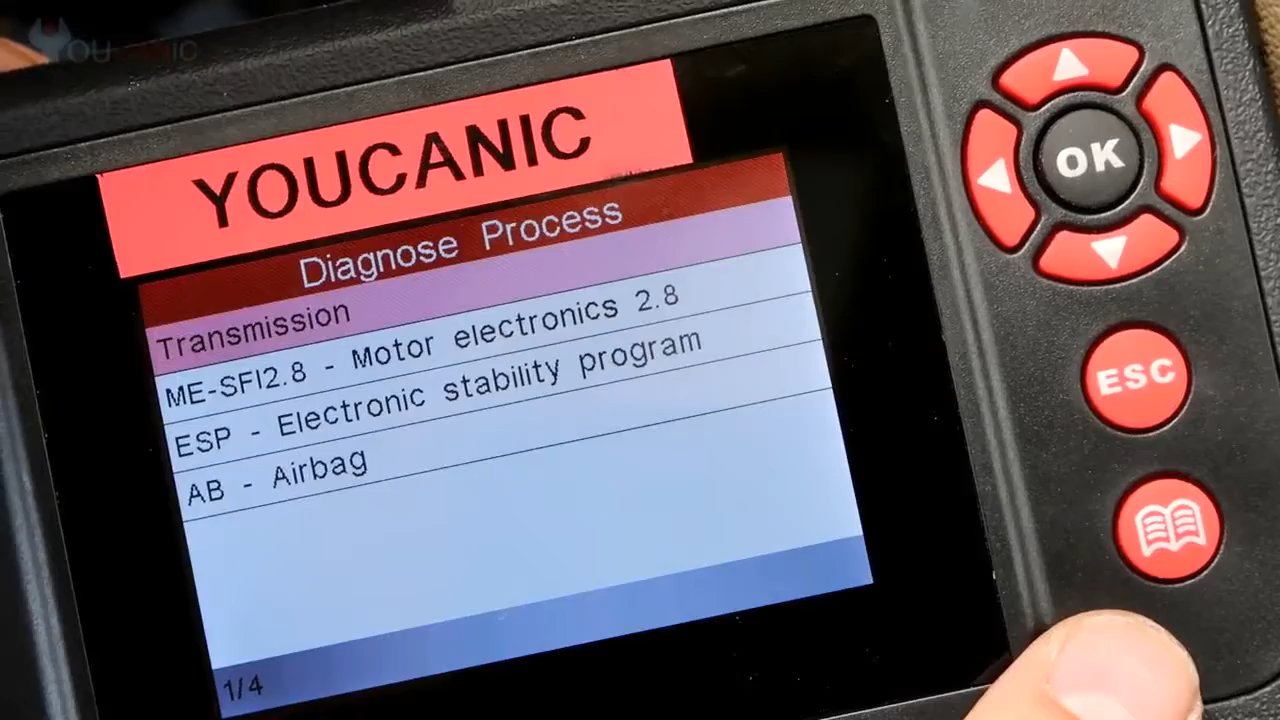 YOUCANIC
YOUCANIC
Diagnose Process
Transmission
ME-SFI2.8 - Motor electronics 2.8
ESP - Electronic stability program
AB - Airbag
1/4
OK
ESC